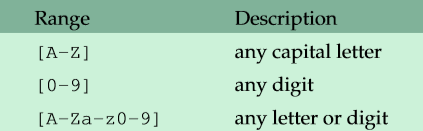 Range Description
[A-Z] any capital letter
[0-9] any digit
[A-Za-z0-9] any letter or digit